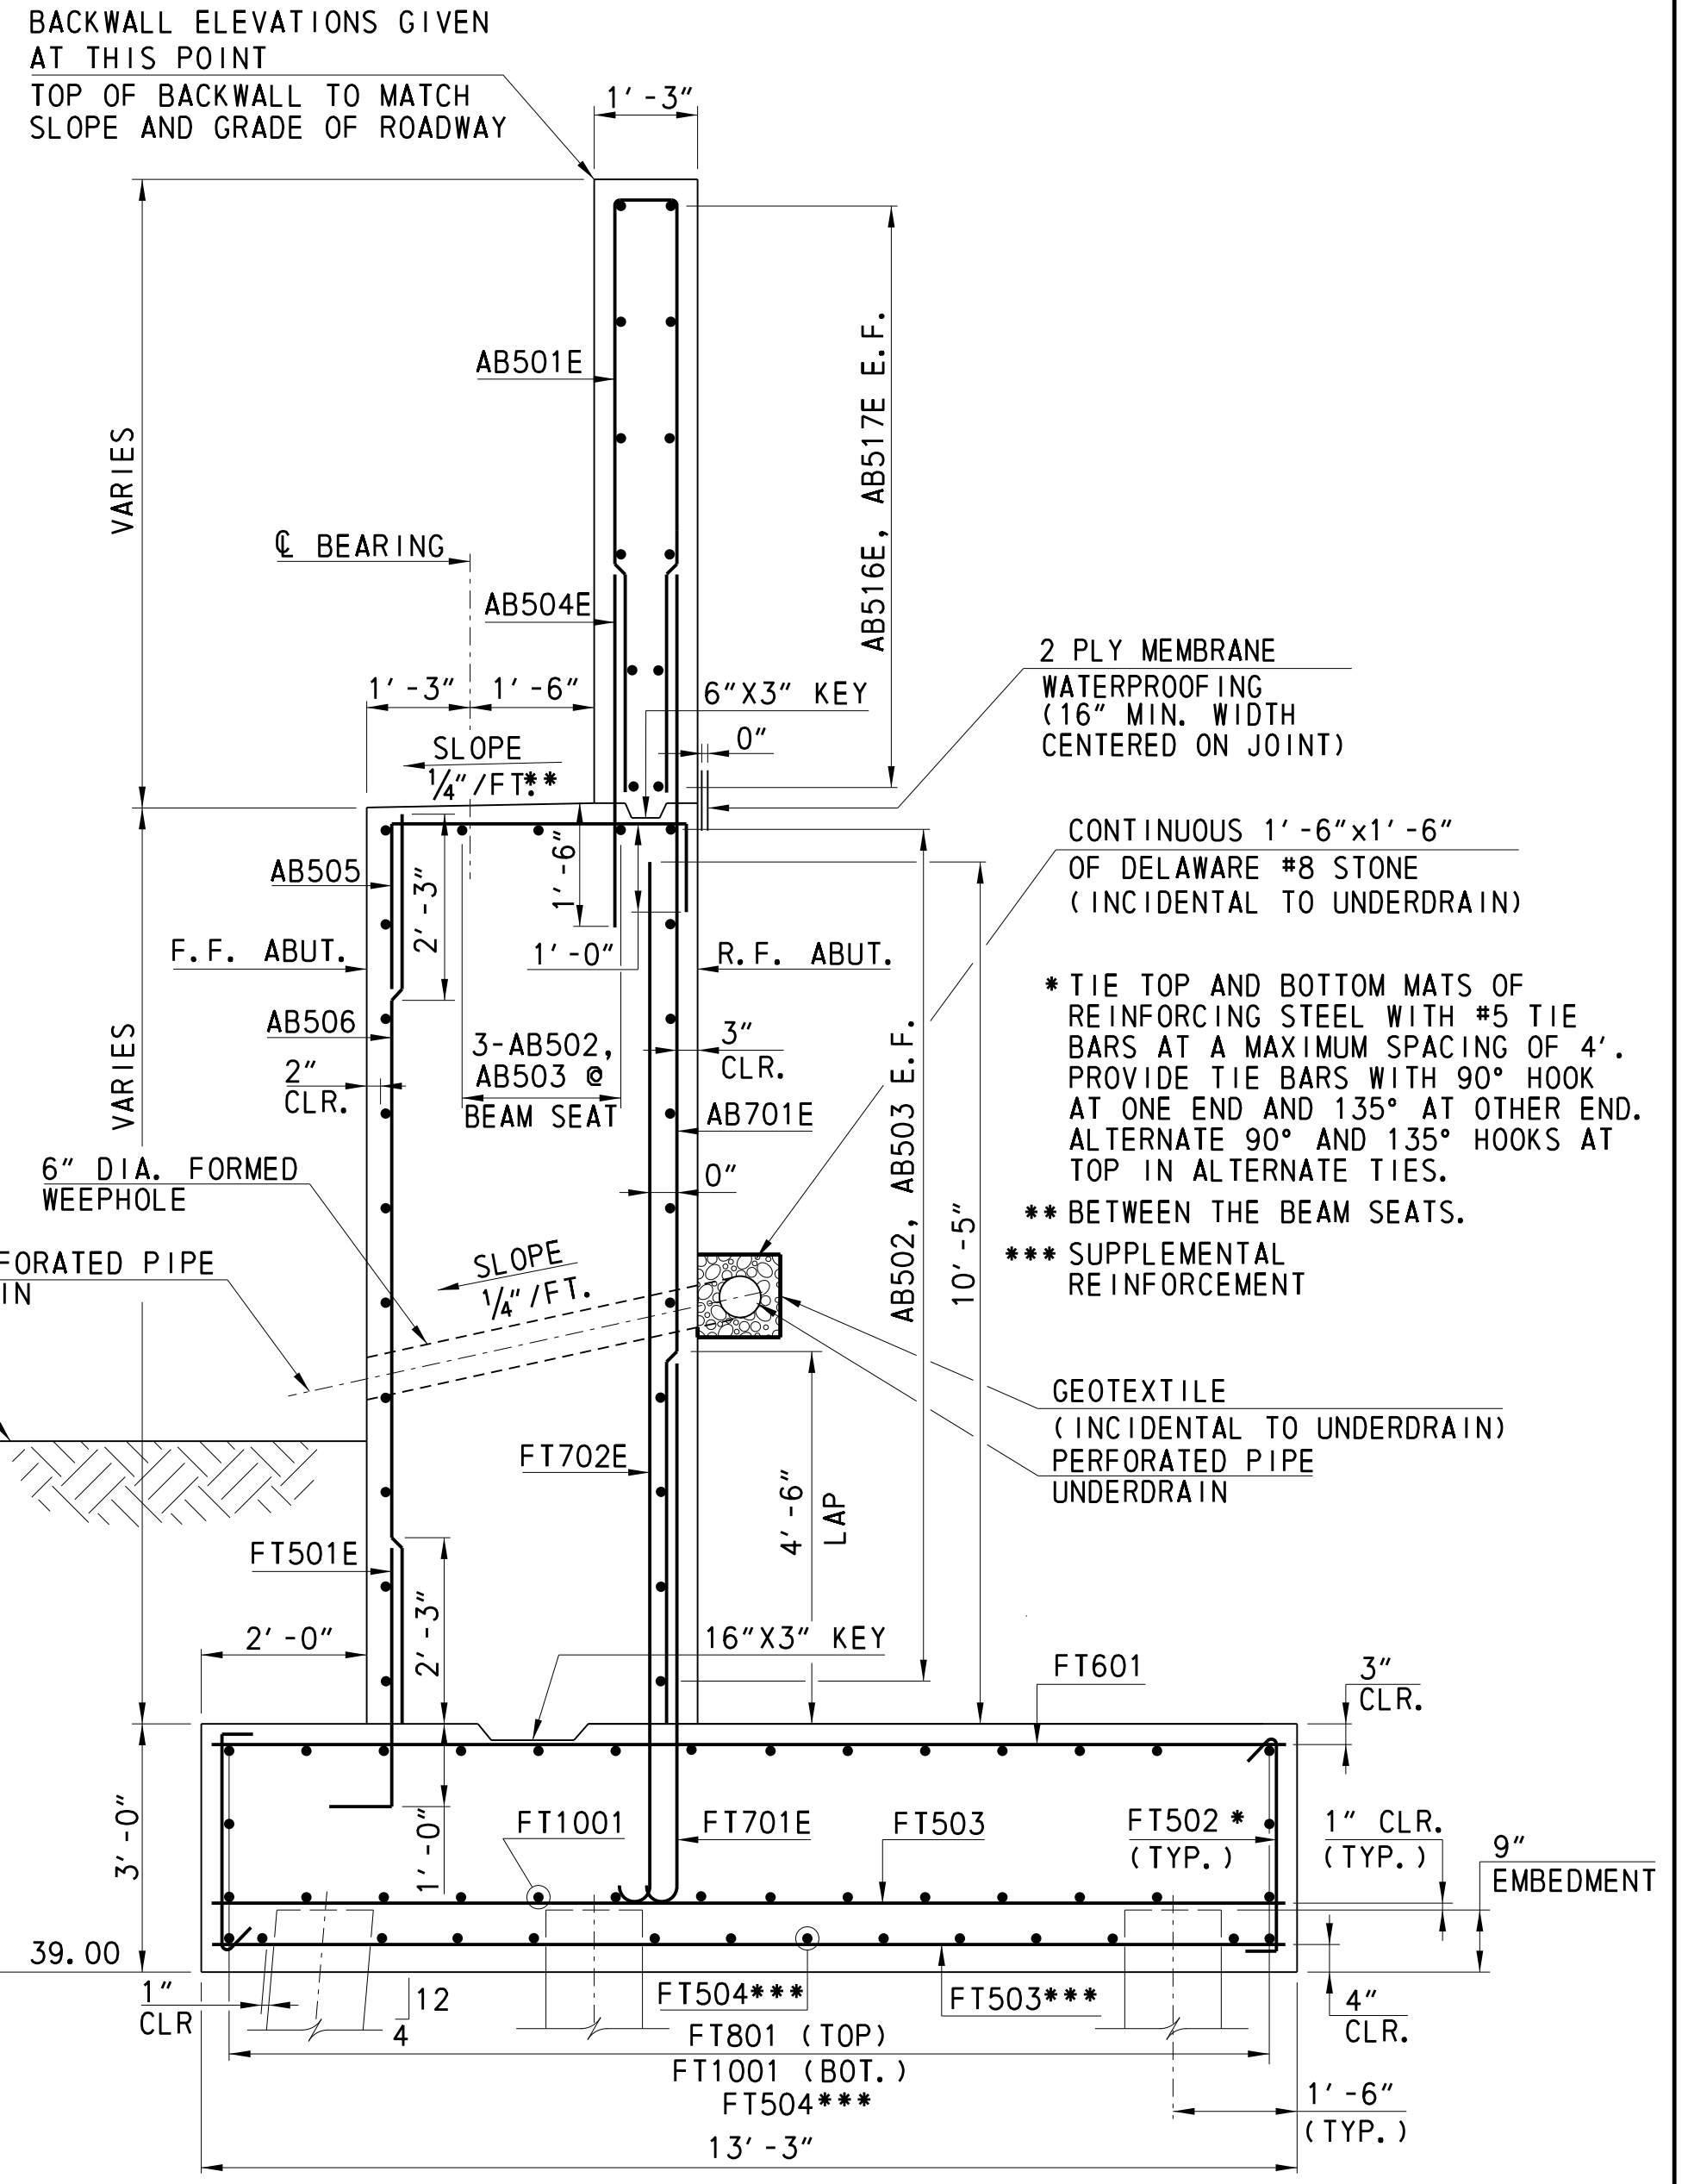 BACKWALL ELEVATIONS GIVEN
AT THIS POINT
TOP OF BACKWALL TO MATCH
SLOPE AND GRADE OF ROADWAY
1'-3"
VARIES
AB501E
AB516E, AB517E E.F.
℄ BEARING
AB504E
1'-3"
1'-6"
6"X3" KEY
0"
SLOPE
¼"/FT.**
2 PLY MEMBRANE
WATERPROOFING
(16" MIN. WIDTH
CENTERED ON JOINT)
CONTINUOUS 1'-6"x1'-6"
OF DELAWARE #8 STONE
(INCIDENTAL TO UNDERDRAIN)
AB505
2'-3"
1'-6"
1'-0"
F.F. ABUT.
R.F. ABUT.
AB506
2"
CLR.
3-AB502,
AB503 @
BEAM SEAT
3"
CLR.
AB701E
0"
VARIES
AB502, AB503 E.F.
10'-5"
* TIE TOP AND BOTTOM MATS OF
REINFORCING STEEL WITH #5 TIE
BARS AT A MAXIMUM SPACING OF 4'.
PROVIDE TIE BARS WITH 90° HOOK
AT ONE END AND 135° AT OTHER END.
ALTERNATE 90° AND 135° HOOKS AT
TOP IN ALTERNATE TIES.
** BETWEEN THE BEAM SEATS.
*** SUPPLEMENTAL
REINFORCEMENT
6" DIA. FORMED
WEEPHOLE
FORATED PIPE
IN
SLOPE
¼"/FT.
GEOTEXTILE
(INCIDENTAL TO UNDERDRAIN)
PERFORATED PIPE
UNDERDRAIN
FT702E
4'-6"
LAP
FT501E
2'-3"
2'-0"
16"X3" KEY
FT601
3"
CLR.
3'-0"
1'-0"
FT1001
FT701E
FT503
FT502 *
(TYP.)
1" CLR.
(TYP.)
9"
EMBEDMENT
39.00
1"
CLR
12
4
FT504***
FT503***
4"
CLR.
FT801 (TOP)
FT1001 (BOT.)
FT504***
1'-6"
(TYP.)
13'-3"